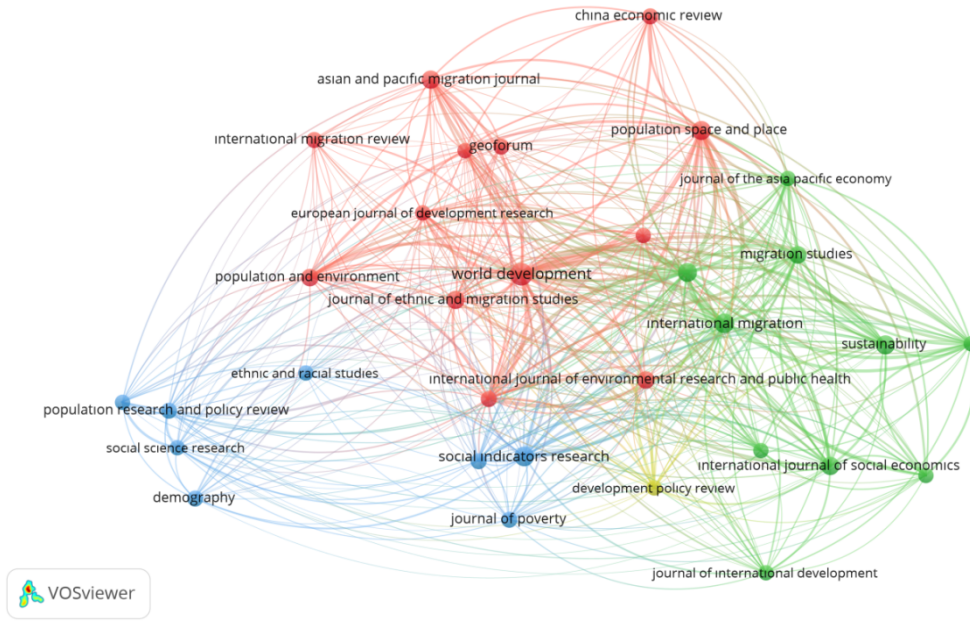 china economic review
asian and pacific migration journal
population space and place
international migration review
geoforum
journal of the asia pacific economy
european journal of development research
migration studies
world development
population and environment
journal of ethnic and migration studies
international migration
sustainability
ethnic and racial studies
international journal of environmental research and public health
population research and policy review
social science research
social indicators research
international journal of social economics
development policy review
demography
journal of poverty
journal of international development
VOSviewer